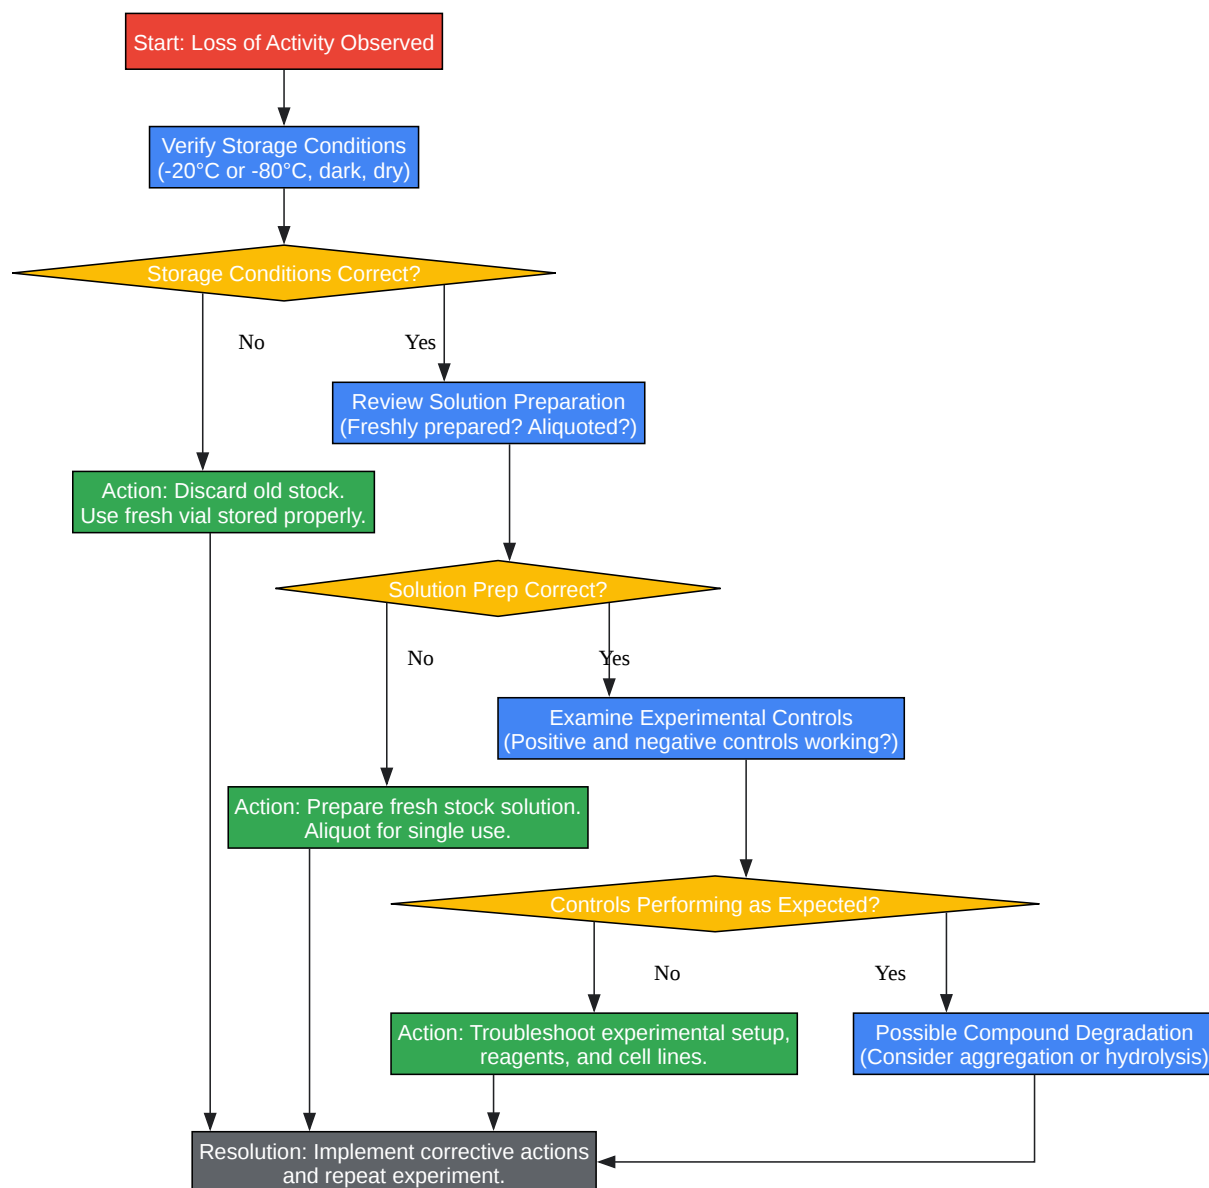 Start: Loss of Activity Observed
Verify Storage Conditions
(-20°C or -80°C, dark, dry)
Storage Conditions Correct?
No
Yes
Review Solution Preparation
(Freshly prepared? Aliquoted?)
Action: Discard old stock.
Use fresh vial stored properly.
Solution Prep Correct?
No
Yes
Examine Experimental Controls
(Positive and negative controls working?)
Action: Prepare fresh stock solution.
Aliquot for single use.
Controls Performing as Expected?
No
Yes
Action: Troubleshoot experimental setup,
reagents, and cell lines.
Possible Compound Degradation
(Consider aggregation or hydrolysis)
Resolution: Implement corrective actions
and repeat experiment.